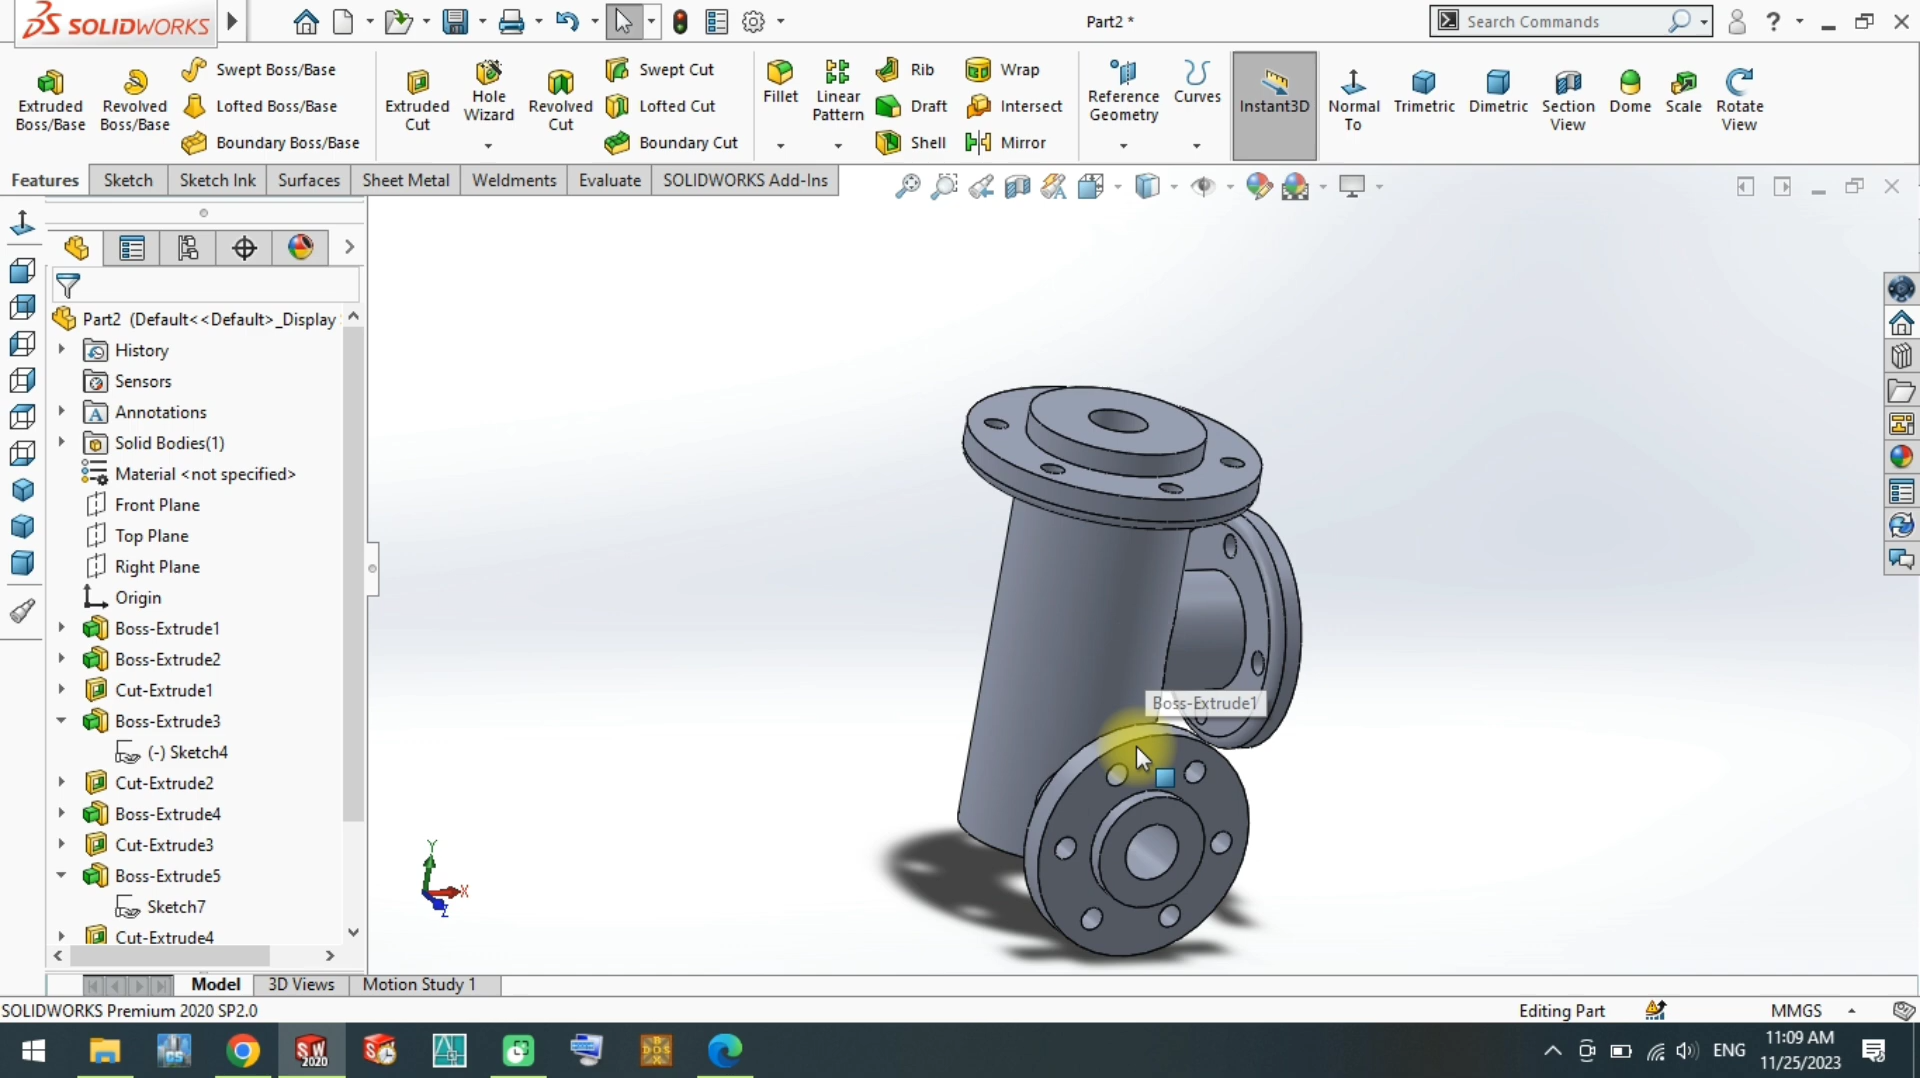 SOLIDWORKS
Part2 *
Search Commands
Extruded Boss/Base
Revolved Boss/Base
Swept Boss/Base
Lofted Boss/Base
Boundary Boss/Base
Extruded Cut
Hole Wizard
Revolved Cut
Swept Cut
Lofted Cut
Boundary Cut
Fillet
Linear Pattern
Rib
Draft
Shell
Wrap
Intersect
Mirror
Reference Geometry
Curves
Instant3D
Normal To
Trimetric
Dimetric
Section View
Dome
Scale
Rotate View
Features
Sketch
Sketch Ink
Surfaces
Sheet Metal
Weldments
Evaluate
SOLIDWORKS Add-Ins
Part2 (Default<<Default>_Display
History
Sensors
Annotations
Solid Bodies(1)
Material <not specified>
Front Plane
Top Plane
Right Plane
Origin
Boss-Extrude1
Boss-Extrude2
Cut-Extrude1
Boss-Extrude3
(-) Sketch4
Cut-Extrude2
Boss-Extrude4
Cut-Extrude3
Boss-Extrude5
Sketch7
Cut-Extrude4
Boss-Extrude1
Y
X
Z
Model
3D Views
Motion Study 1
SOLIDWORKS Premium 2020 SP2.0
Editing Part
MMGS
SW
2020
DOS
ENG
11:09 AM
11/25/2023